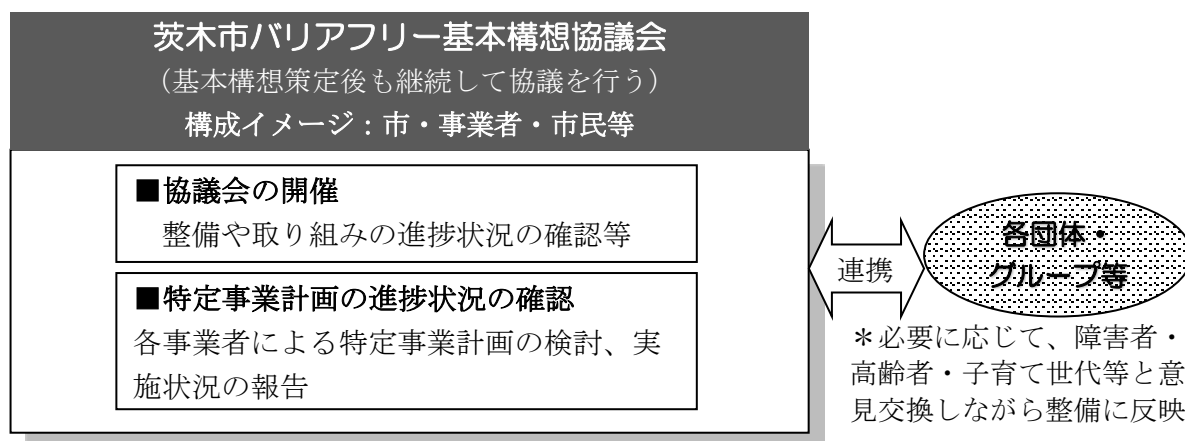 茨木市バリアフリー基本構想協議会
（基本構想策定後も継続して協議を行う）
構成イメージ：市・事業者・市民等
■協議会の開催
整備や取り組みの進捗状況の確認等
■特定事業計画の進捗状況の確認
各事業者による特定事業計画の検討、実
施状況の報告
連携
各団体・
グループ等
＊必要に応じて、障害者・
高齢者・子育て世代等と意
見交換しながら整備に反映